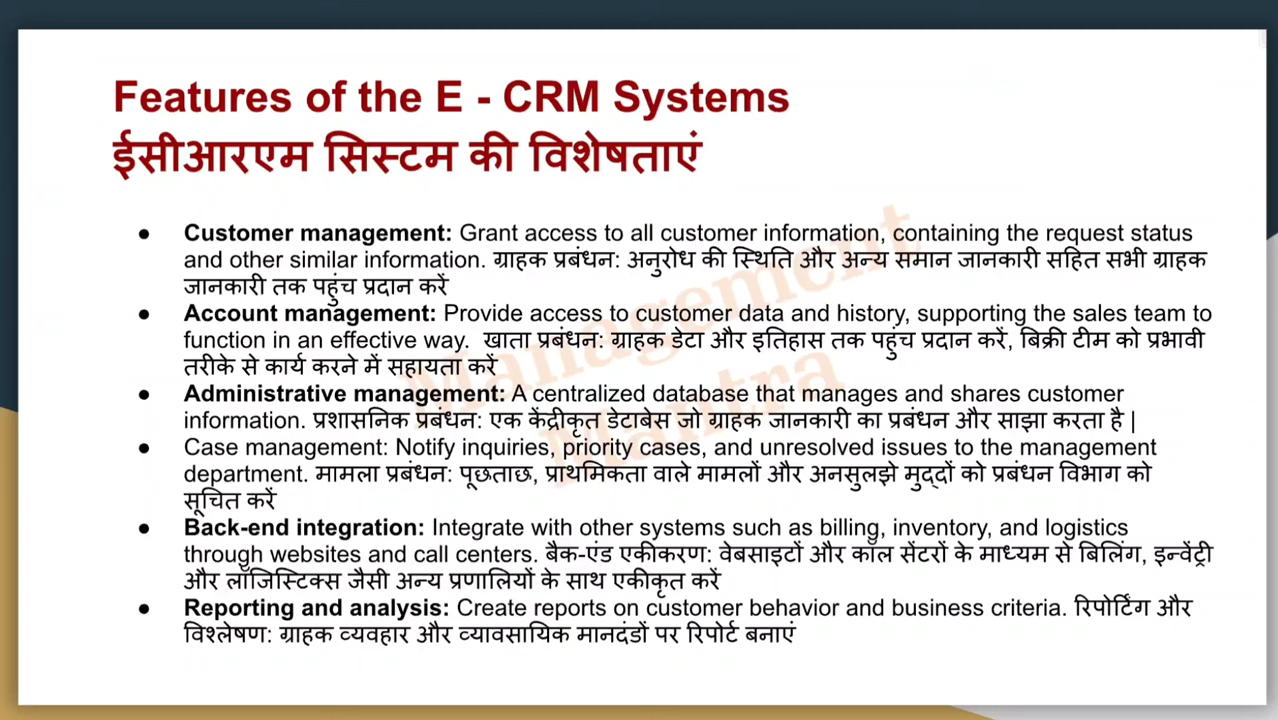 Features of the E - CRM Systems
ईसीआरएम सिस्टम की विशेषताएं
● Customer management: Grant access to all customer information, containing the request status
and other similar information. ग्राहक प्रबंधन: अनुरोध की स्थिति और अन्य समान जानकारी सहित सभी ग्राहक
जानकारी तक पहुंच प्रदान करें
● Account management: Provide access to customer data and history, supporting the sales team to
function in an effective way. खाता प्रबंधन: ग्राहक डेटा और इतिहास तक पहुंच प्रदान करें, बिक्री टीम को प्रभावी
तरीके से कार्य करने में सहायता करें
● Administrative management: A centralized database that manages and shares customer
information. प्रशासनिक प्रबंधन: एक केंद्रीकृत डेटाबेस जो ग्राहक जानकारी का प्रबंधन और साझा करता है |
● Case management: Notify inquiries, priority cases, and unresolved issues to the management
department. मामला प्रबंधन: पूछताछ, प्राथमिकता वाले मामलों और अनसुलझे मुद्दों को प्रबंधन विभाग को
सूचित करें
● Back-end integration: Integrate with other systems such as billing, inventory, and logistics
through websites and call centers. बैक-एंड एकीकरण: वेबसाइटों और कॉल सेंटरों के माध्यम से बिलिंग, इन्वेंट्री
और लॉजिस्टिक्स जैसी अन्य प्रणालियों के साथ एकीकृत करें
● Reporting and analysis: Create reports on customer behavior and business criteria. रिपोर्टिंग और
विश्लेषण: ग्राहक व्यवहार और व्यावसायिक मानदंडों पर रिपोर्ट बनाएं
Management
Mantra